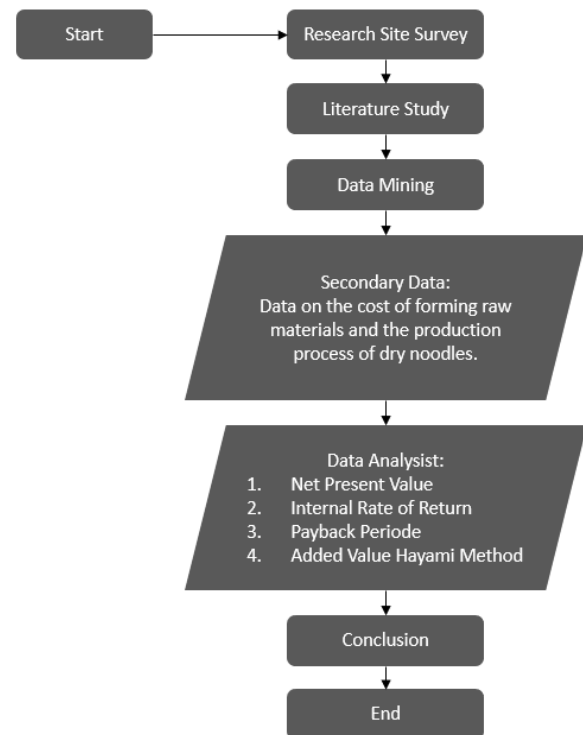 Start
Research Site Survey
Literature Study
Data Mining
Secondary Data:
Data on the cost of forming raw
materials and the production
process of dry noodles.
Data Analysist:
1. Net Present Value
2. Internal Rate of Return
3. Payback Periode
4. Added Value Hayami Method
Conclusion
End